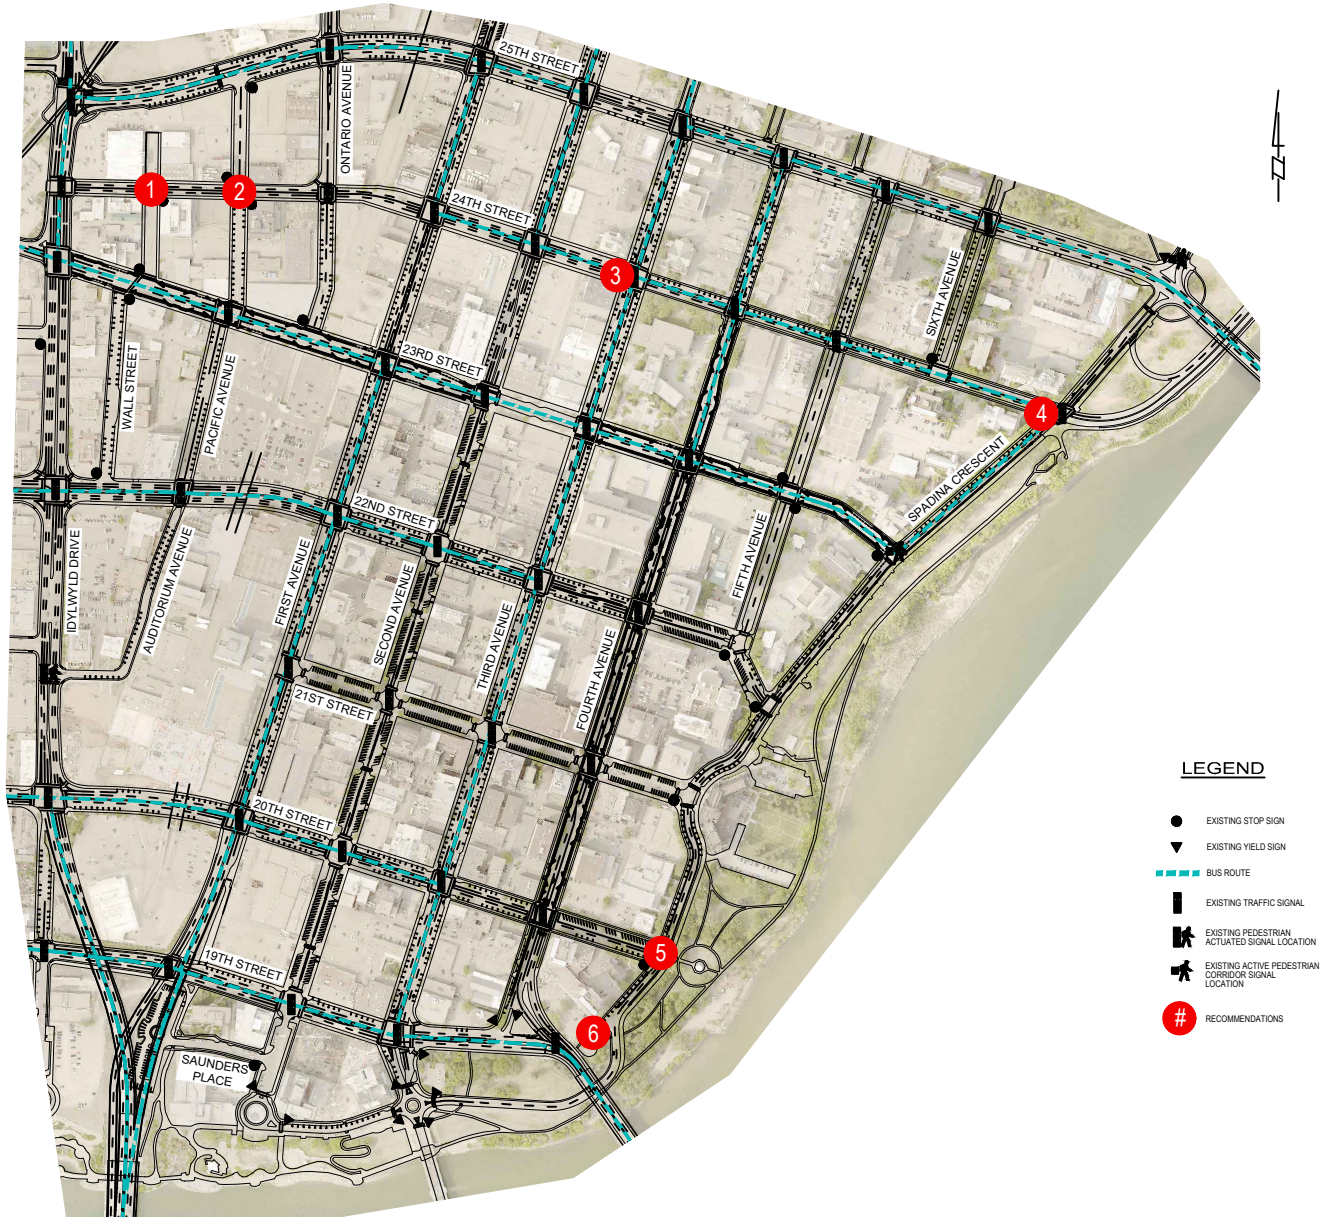 25TH STREET
ONTARIO AVENUE
1
2
24TH STREET
3
SIXTH AVENUE
23RD STREET
WALL STREET
PACIFIC AVENUE
4
SPADINA CRESCENT
22ND STREET
FIFTH AVENUE
IDYLWYLD DRIVE
AUDITORIUM AVENUE
FIRST AVENUE
SECOND AVENUE
THIRD AVENUE
FOURTH AVENUE
21ST STREET
20TH STREET
5
19TH STREET
6
SAUNDERS
PLACE
N
LEGEND
EXISTING STOP SIGN
EXISTING YIELD SIGN
BUS ROUTE
EXISTING TRAFFIC SIGNAL
EXISTING PEDESTRIAN
ACTUATED SIGNAL LOCATION
EXISTING ACTIVE PEDESTRIAN
CORRIDOR SIGNAL
LOCATION
#
RECOMMENDATIONS